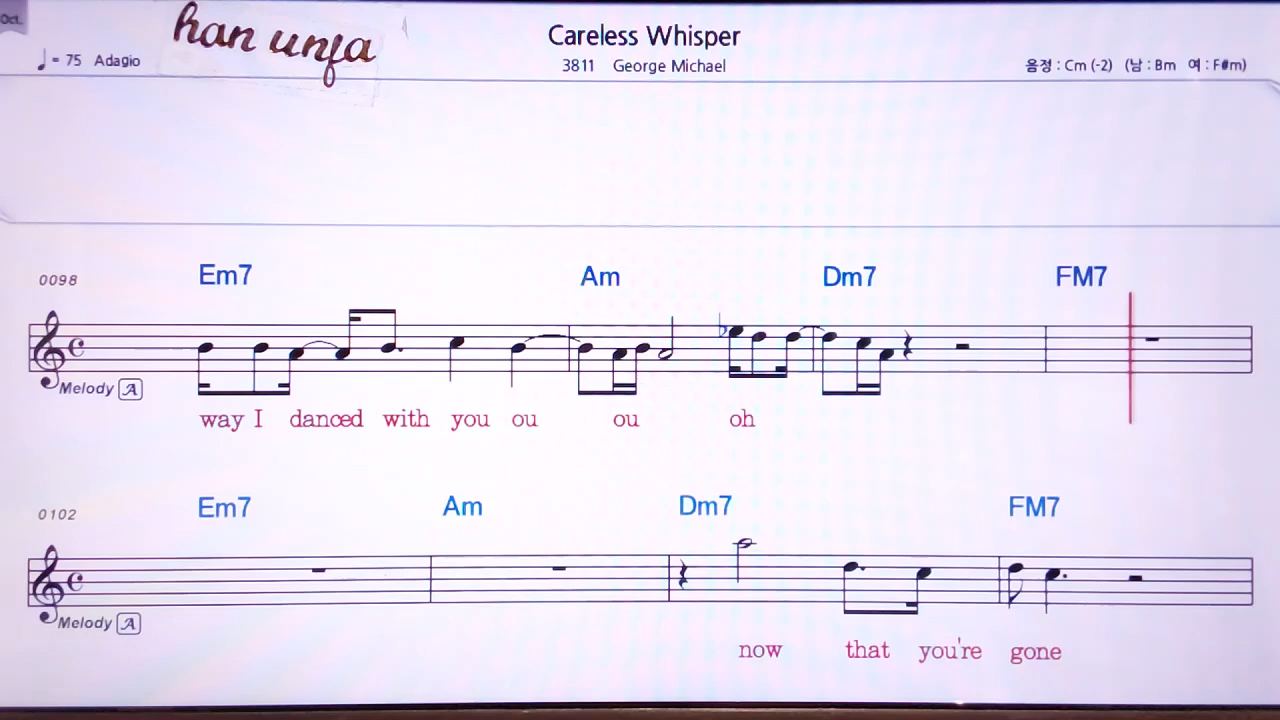 Oct.
han unfa
Careless Whisper
♩ = 75 Adagio
3811 George Michael
음정 : Cm (-2) (남 : Bm 여 : F#m)
0098
Em7 Am Dm7 FM7
Melody A
way I danced with you ou ou oh
0102
Em7 Am Dm7 FM7
Melody A
now that you're gone